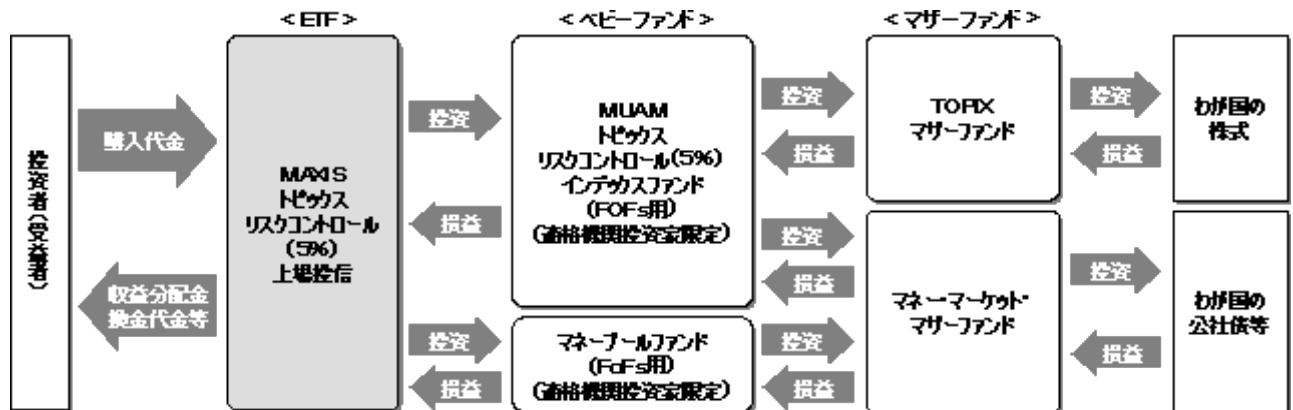 ＜ETF＞
＜ベビーファンド＞
＜マザーファンド＞
投資者(受益者)
購入代金
収益分配金
換金代金等
MAXIS
トピックス
リスクコントロール
(5%)
上場投信
投資
損益
投資
損益
MUAM
トピックス
リスクコントロール(5%)
インデックスファンド
(FOFs用)
(適格機関投資家限定)
マネープールファンド
(FoFs用)
(適格機関投資家限定)
投資
損益
投資
損益
投資
損益
TOPIX
マザーファンド
マネー・マーケット・
マザーファンド
投資
損益
投資
損益
わが国の
株式
わが国の
公社債等